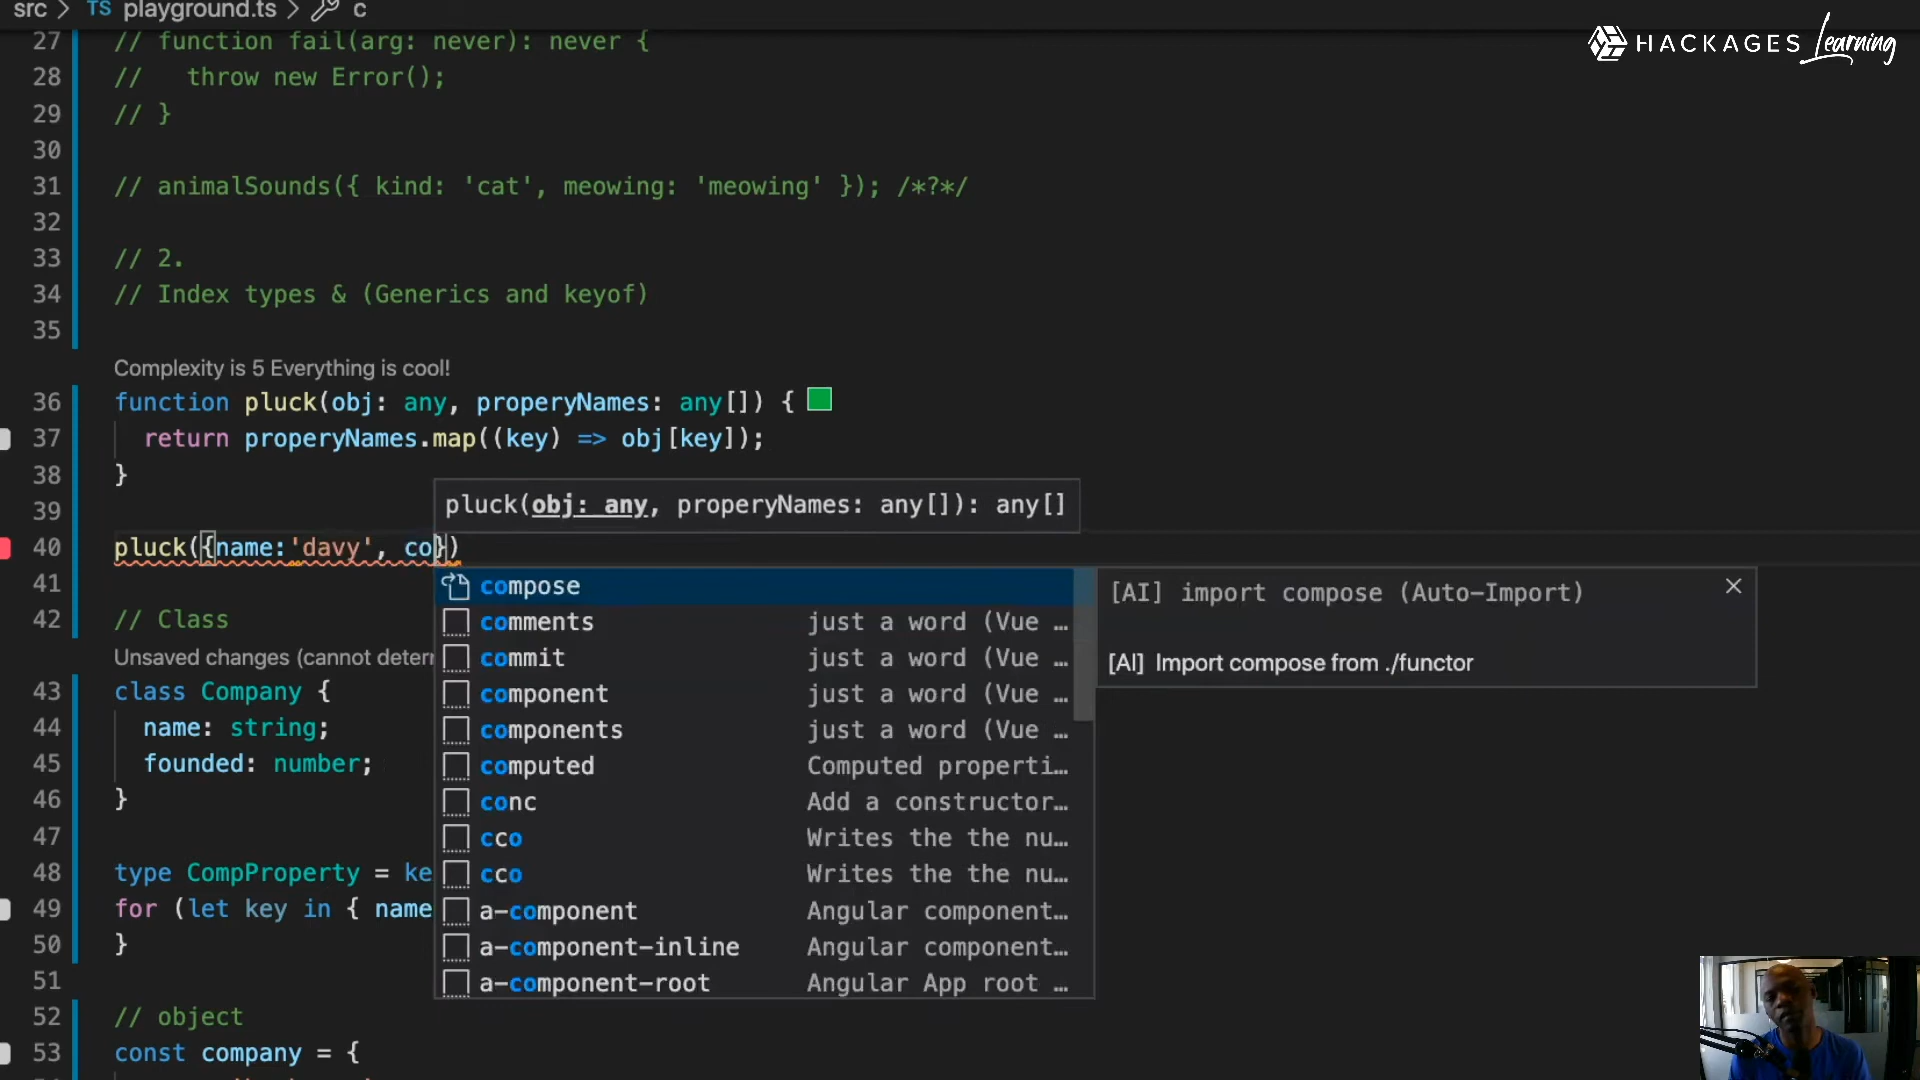 src > TS playground.ts > c
HACKAGES Learning
27 // function fail(arg: never): never {
28 //   throw new Error();
29 // }
30
31 // animalSounds({ kind: 'cat', meowing: 'meowing' }); /*?*/
32
33 // 2.
34 // Index types & (Generics and keyof)
35
Complexity is 5 Everything is cool!
36 function pluck(obj: any, properyNames: any[]) {
37 return properyNames.map((key) => obj[key]);
38 }
pluck(obj: any, properyNames: any[]): any[]
39
40 pluck({name:'davy', co})
41
compose
[AI] import compose (Auto-Import)
[AI] Import compose from ./functor
comments just a word (Vue …
commit just a word (Vue …
component just a word (Vue …
components just a word (Vue …
computed Computed properti…
conc Add a constructor…
cco Writes the the nu…
cco Writes the the nu…
a-component Angular component…
a-component-inline Angular component…
a-component-root Angular App root …
42 // Class
Unsaved changes (cannot deter
43 class Company {
44 name: string;
45 founded: number;
46 }
47
48 type CompProperty = ke
49 for (let key in { name
50 }
51
52 // object
53 const company = {